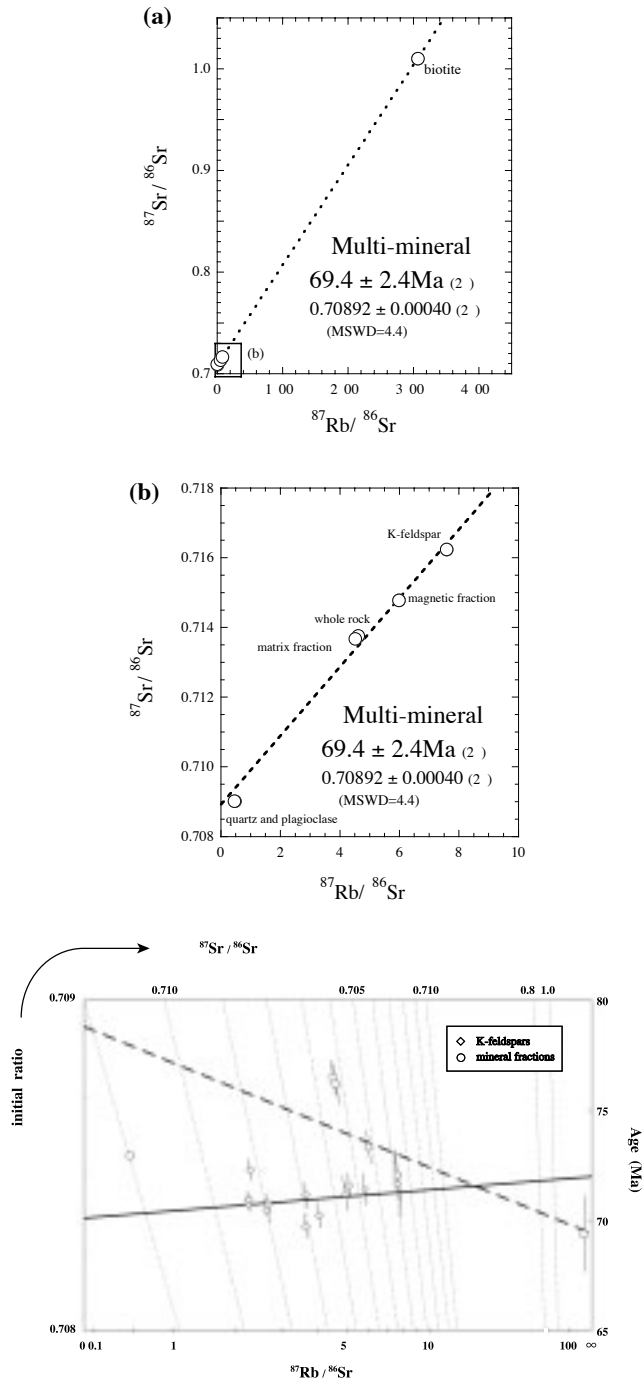 (a)
1.0
biotite
0.9
87Sr/ 86Sr
0.8
Multi-mineral
69.4 ± 2.4Ma (2 )
0.70892 ± 0.00040 (2 )
(MSWD=4.4)
(b)
0.7
0 1 00 2 00 3 00 4 00
87Rb/ 86Sr
(b)
0.718
K-feldspar
0.716
magnetic fraction
whole rock
0.714
matrix fraction
87Sr/ 86Sr
0.712
Multi-mineral
69.4 ± 2.4Ma (2 )
0.710
0.70892 ± 0.00040 (2 )
(MSWD=4.4)
quartz and plagioclase
0.708
0 2 4 6 8 10
87Rb/ 86Sr
87Sr / 86Sr
0.709 0.710 0.705 0.710 0.8 1.0 80
K-feldspars
mineral fractions
initial ratio
75
Age (Ma)
70
0.708 65
0 0.1 1 5 10 100 ∞
87Rb / 86Sr